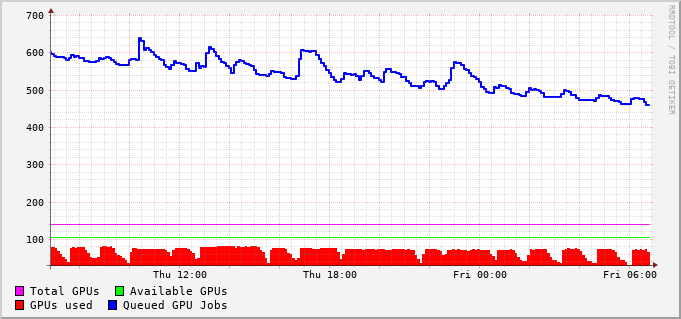 700
600
500
400
300
200
100
Thu 12:00 Thu 18:00 Fri 00:00 Fri 06:00
Total GPUs Available GPUs
GPUs used Queued GPU Jobs
RRDTOOL / TOBI OETIKER